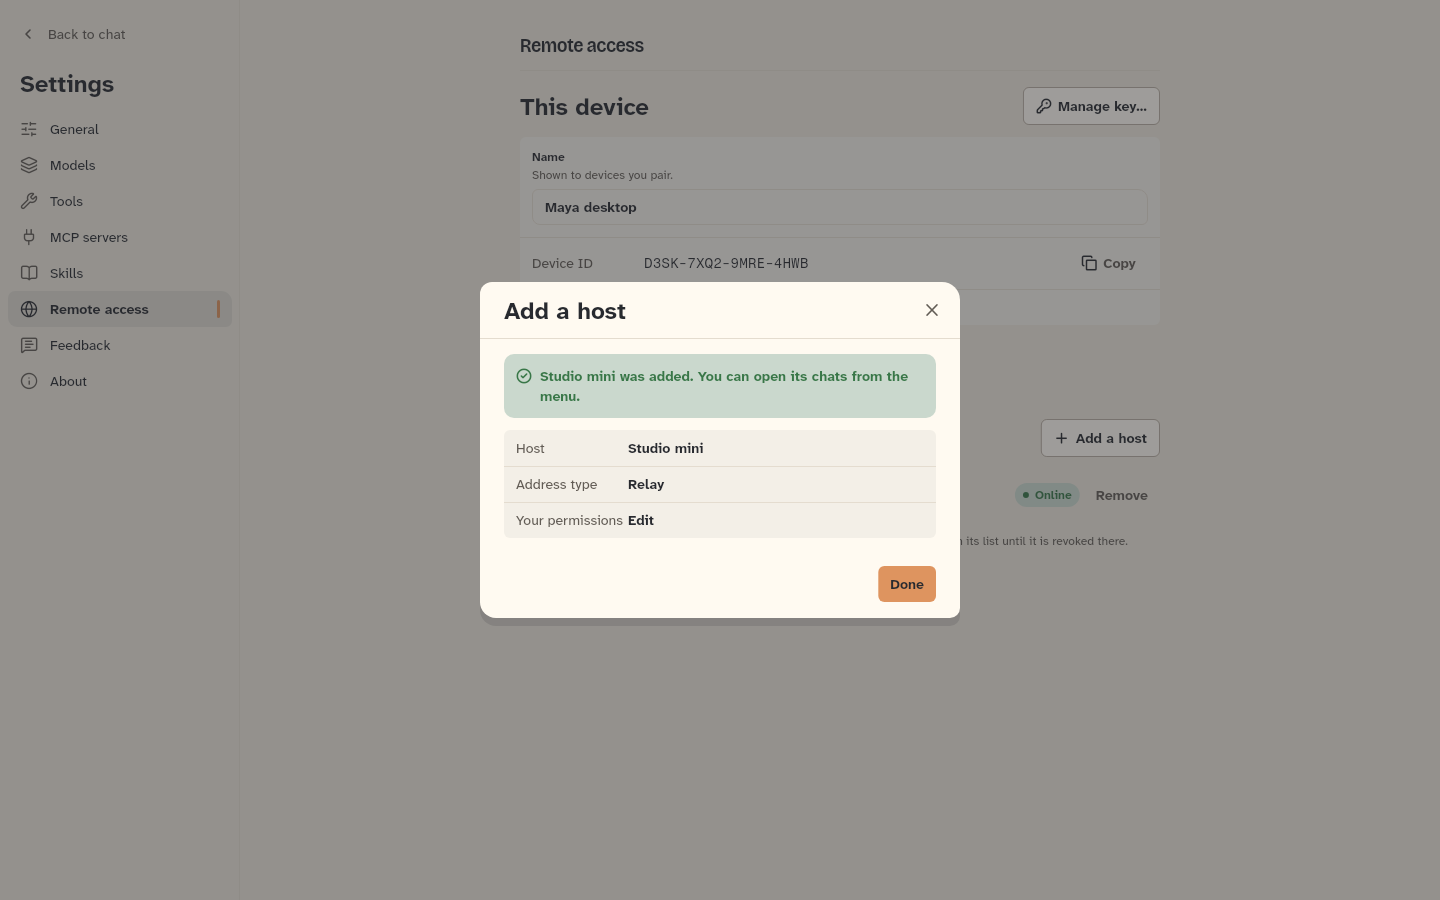 Back to chat
Settings
General
Models
Tools
MCP servers
Skills
Remote access
Feedback
About
Remote access
This device
Manage key...
Name
Shown to devices you pair.
Maya desktop
Device ID
D3SK-7XQ2-9MRE-4HWB
Copy
Add a host
Studio mini was added. You can open its chats from the
menu.
Host
Studio mini
Address type
Relay
Your permissions
Edit
Done
Add a host
Online
Remove
its list until it is revoked there.